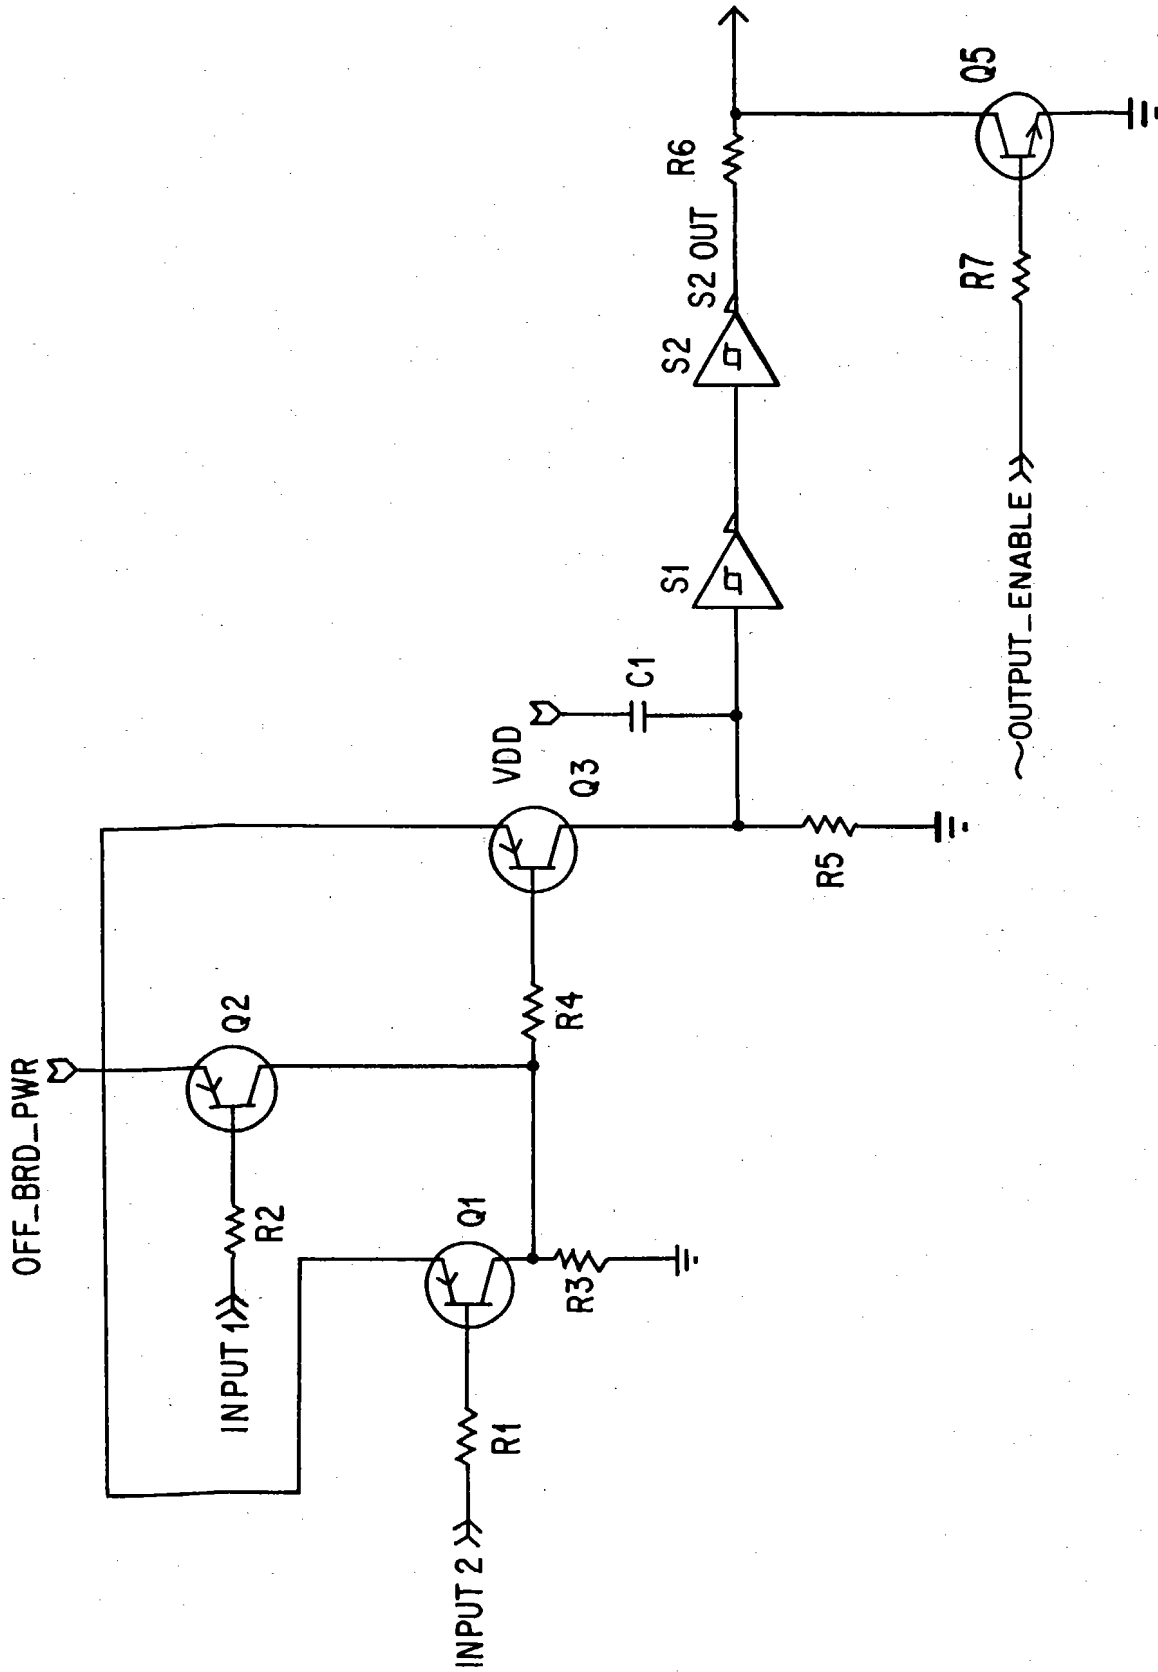 OFF_BRD_PWR
INPUT 1
R2
Q2
INPUT 2
R1
Q1
R3
R4
Q3
VDD
C1
R5
S1
S2
S2 OUT
R6
~OUTPUT_ENABLE
R7
Q5